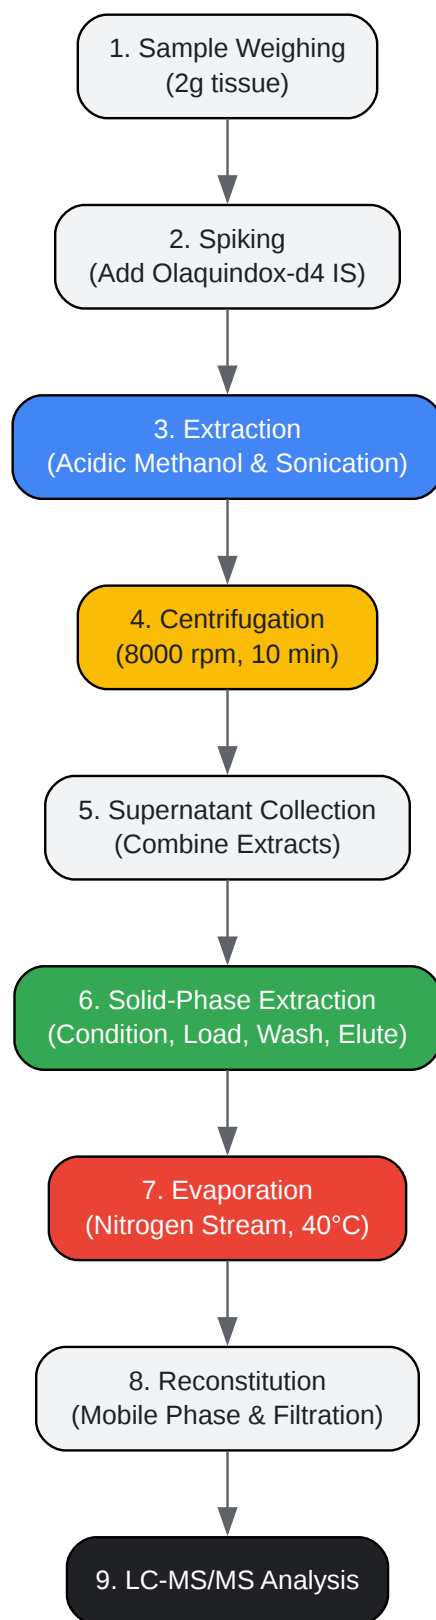 1. Sample Weighing
(2g tissue)
2. Spiking
(Add Olaquindox-d4 IS)
3. Extraction
(Acidic Methanol & Sonication)
4. Centrifugation
(8000 rpm, 10 min)
5. Supernatant Collection
(Combine Extracts)
6. Solid-Phase Extraction
(Condition, Load, Wash, Elute)
7. Evaporation
(Nitrogen Stream, 40°C)
8. Reconstitution
(Mobile Phase & Filtration)
9. LC-MS/MS Analysis